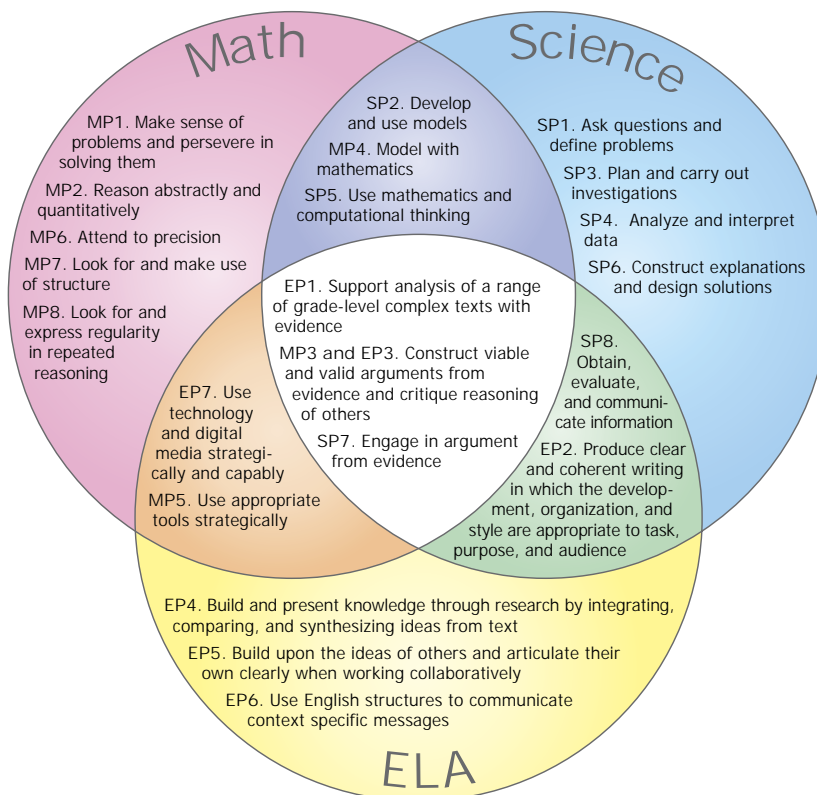 Math
Science
MP1. Make sense of
problems and persevere in
solving them
MP2. Reason abstractly and
quantitatively
MP6. Attend to precision
MP7. Look for and make use
of structure
MP8. Look for and
express regularity
in repeated
reasoning
SP2. Develop
and use models
MP4. Model with
mathematics
SP5. Use mathematics and
computational thinking
SP1. Ask questions and
define problems
SP3. Plan and carry out
investigations
SP4. Analyze and interpret
data
SP6. Construct explanations
and design solutions
EP1. Support analysis of a range
of grade-level complex texts with
evidence
MP3 and EP3. Construct viable
and valid arguments from
evidence and critique reasoning
of others
SP7. Engage in argument
from evidence
EP7. Use
technology
and digital
media strategi-
cally and capably
MP5. Use appropriate
tools strategically
SP8.
Obtain,
evaluate,
and communi-
cate information
EP2. Produce clear
and coherent writing
in which the develop-
ment, organization, and
style are appropriate to task,
purpose, and audience
EP4. Build and present knowledge through research by integrating,
comparing, and synthesizing ideas from text
EP5. Build upon the ideas of others and articulate their
own clearly when working collaboratively
EP6. Use English structures to communicate
context specific messages
ELA